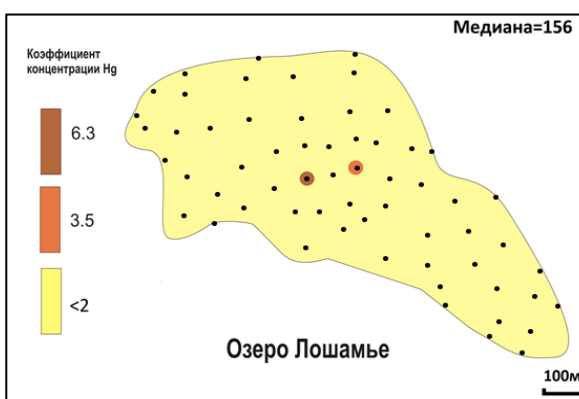 Медиана=156
Коэффициент
концентрации Hg
6.3
3.5
<2
Озеро Лошамье
100м